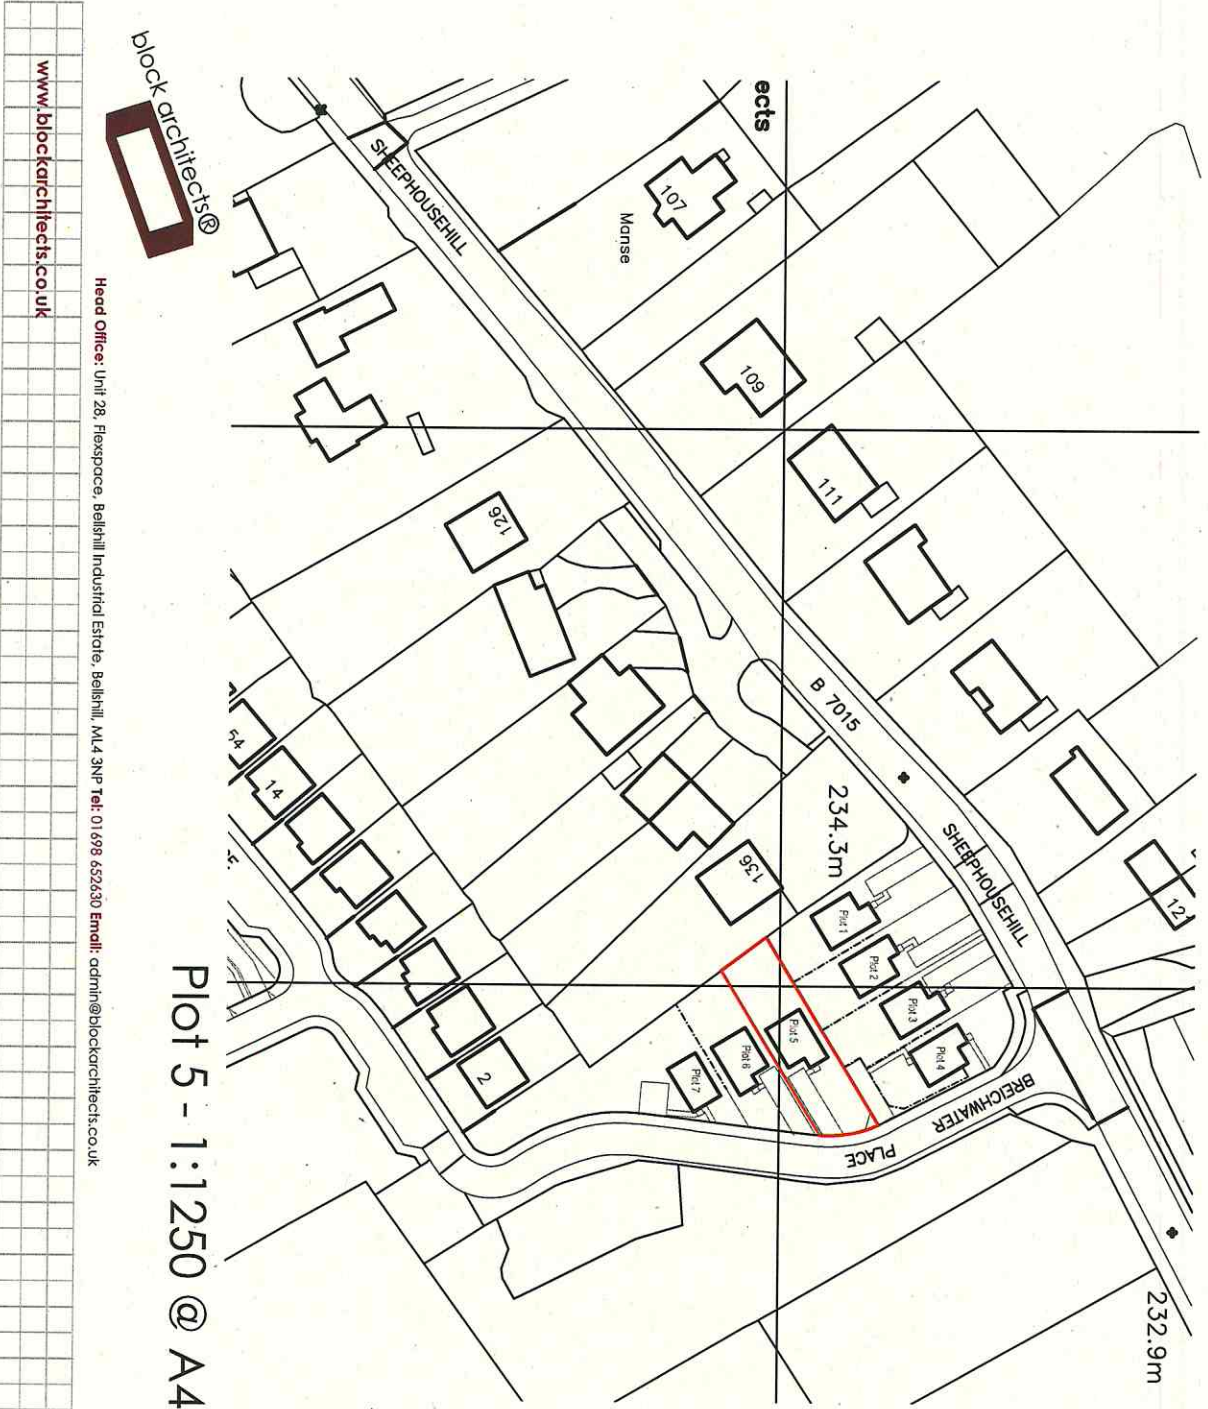 block architects®
www.blockarchitects.co.uk
Head Office: Unit 28, Flexspace, Bellshill Industrial Estate, Bellshill, ML4 3NP Tel: 01698 652630 Email: admin@blockarchitects.co.uk
Plot 5 - 1:1250 @ A4
ects
SHEEPHOUSEHILL
107
Manse
109
111
126
B 7015
234.3m
SHEEPHOUSEHILL
121
136
Plot 1
Plot 2
Plot 3
Plot 4
Plot 5
Plot 6
Plot 7
BREICHWATER
PLACE
54
14
2
232.9m